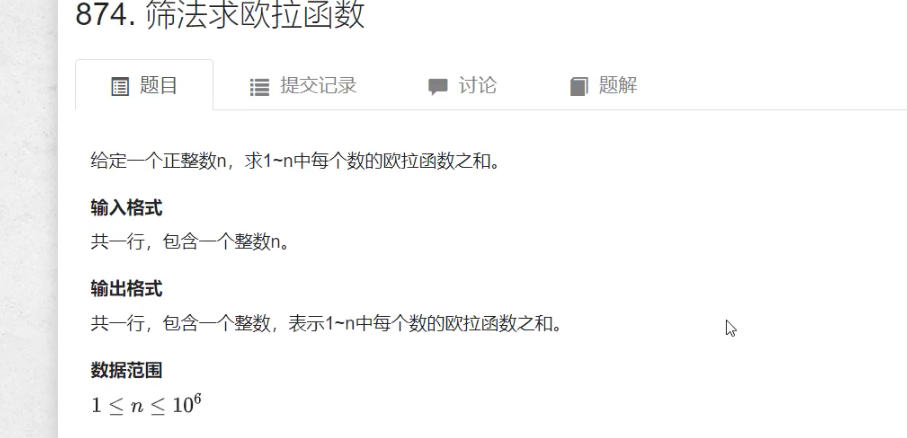 874. 筛法求欧拉函数
题目 提交记录 讨论 题解
给定一个正整数n，求1~n中每个数的欧拉函数之和。
输入格式
共一行，包含一个整数n。
输出格式
共一行，包含一个整数，表示1~n中每个数的欧拉函数之和。
数据范围
1 ≤ n ≤ 10⁶